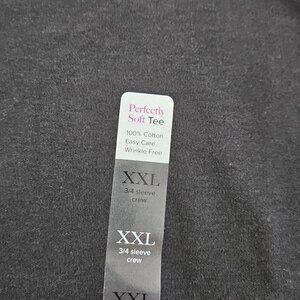 Perfectly
Soft Tee
100% Cotton
Easy Care
Wrinkle Free
XXL
3/4 sleeve
crew
XXL
3/4 sleeve
crew
XXL